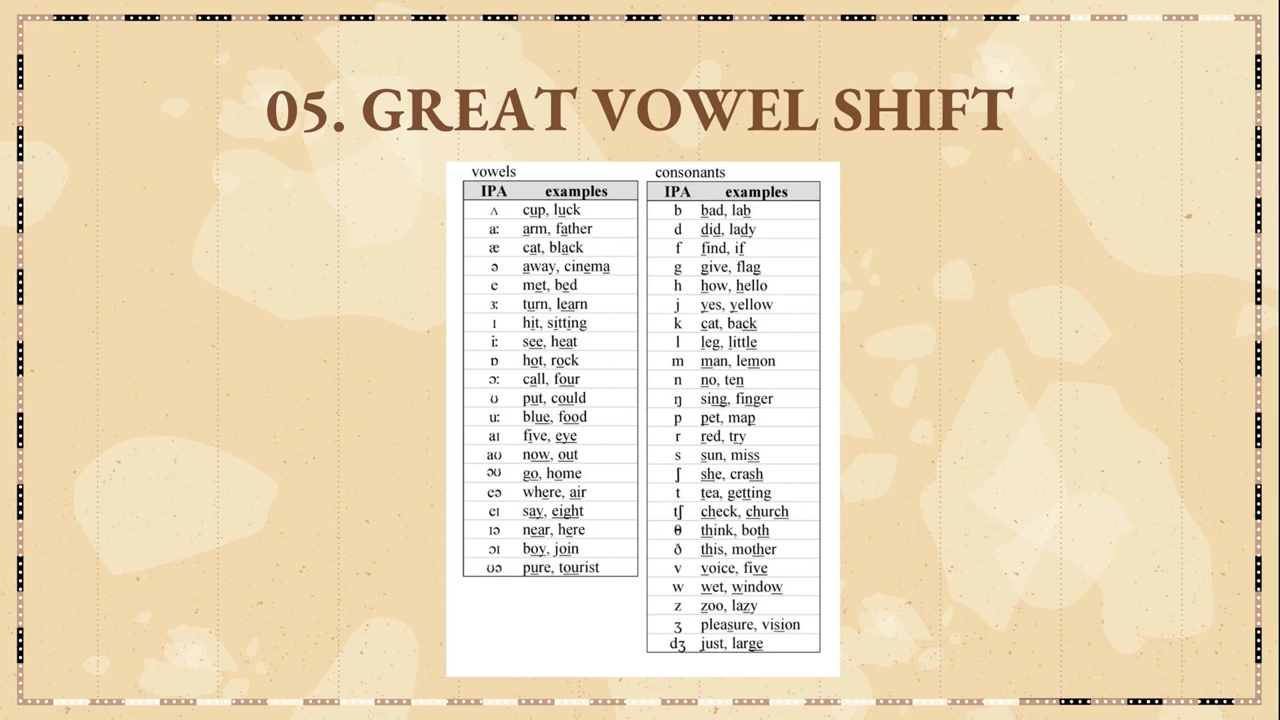 05. GREAT VOWEL SHIFT
vowels
IPA examples
ʌ cup, luck
a: arm, father
æ cat, black
ə away, cinema
e met, bed
ɜ: turn, learn
ɪ hit, sitting
i: see, heat
ɒ hot, rock
ɔ: call, four
ʊ put, could
u: blue, food
aɪ five, eye
aʊ now, out
əʊ go, home
eə where, air
eɪ say, eight
ɪə near, here
ɔɪ boy, join
ʊə pure, tourist
consonants
IPA examples
b bad, lab
d did, lady
f find, if
g give, flag
h how, hello
j yes, yellow
k cat, back
l leg, little
m man, lemon
n no, ten
ŋ sing, finger
p pet, map
r red, try
s sun, miss
ʃ she, crash
t tea, getting
tʃ check, church
θ think, both
ð this, mother
v voice, five
w wet, window
z zoo, lazy
ʒ pleasure, vision
dʒ just, large